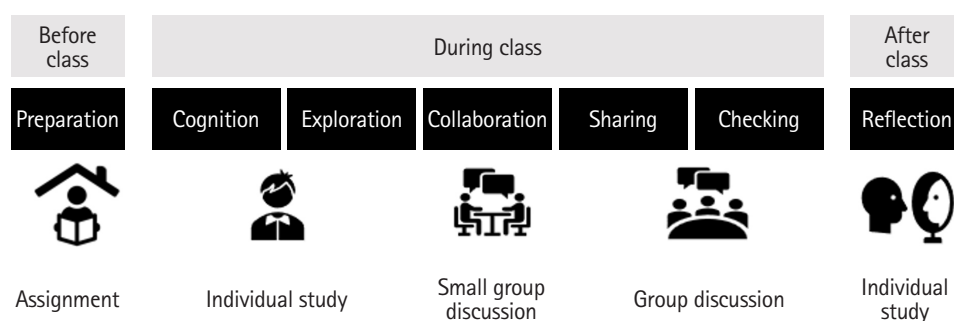 Before
class
During class
After
class
Preparation
Cognition
Exploration
Collaboration
Sharing
Checking
Reflection
Assignment
Individual study
Small group
discussion
Group discussion
Individual
study